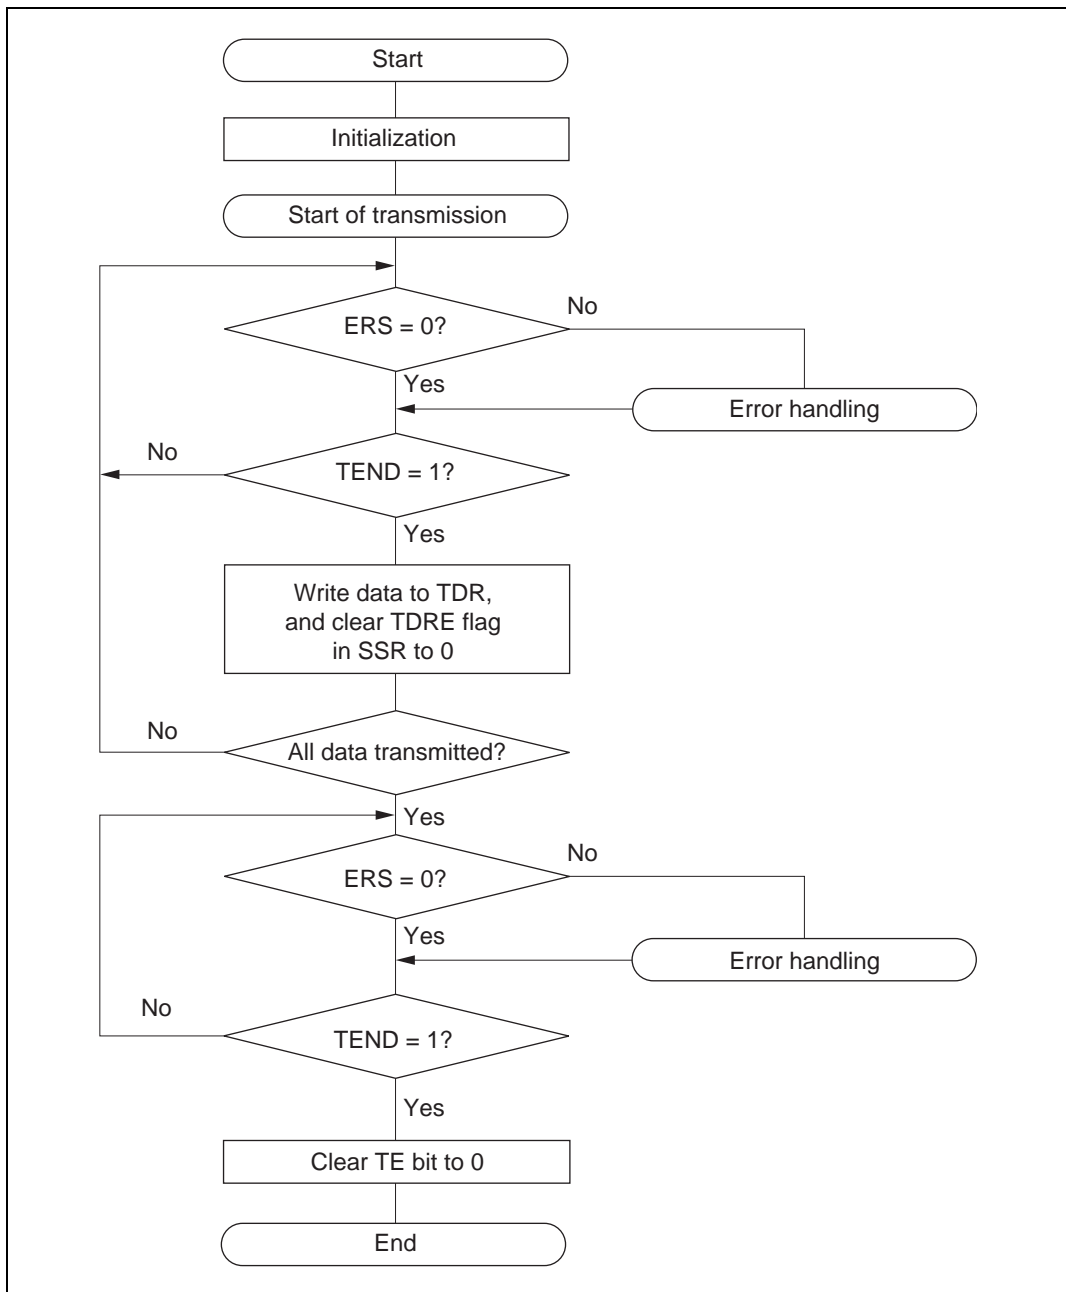 Start
Initialization
Start of transmission
ERS = 0?
No
Yes
Error handling
No
TEND = 1?
Yes
Write data to TDR,
and clear TDRE flag
in SSR to 0
No
All data transmitted?
Yes
ERS = 0?
No
Yes
Error handling
No
TEND = 1?
Yes
Clear TE bit to 0
End